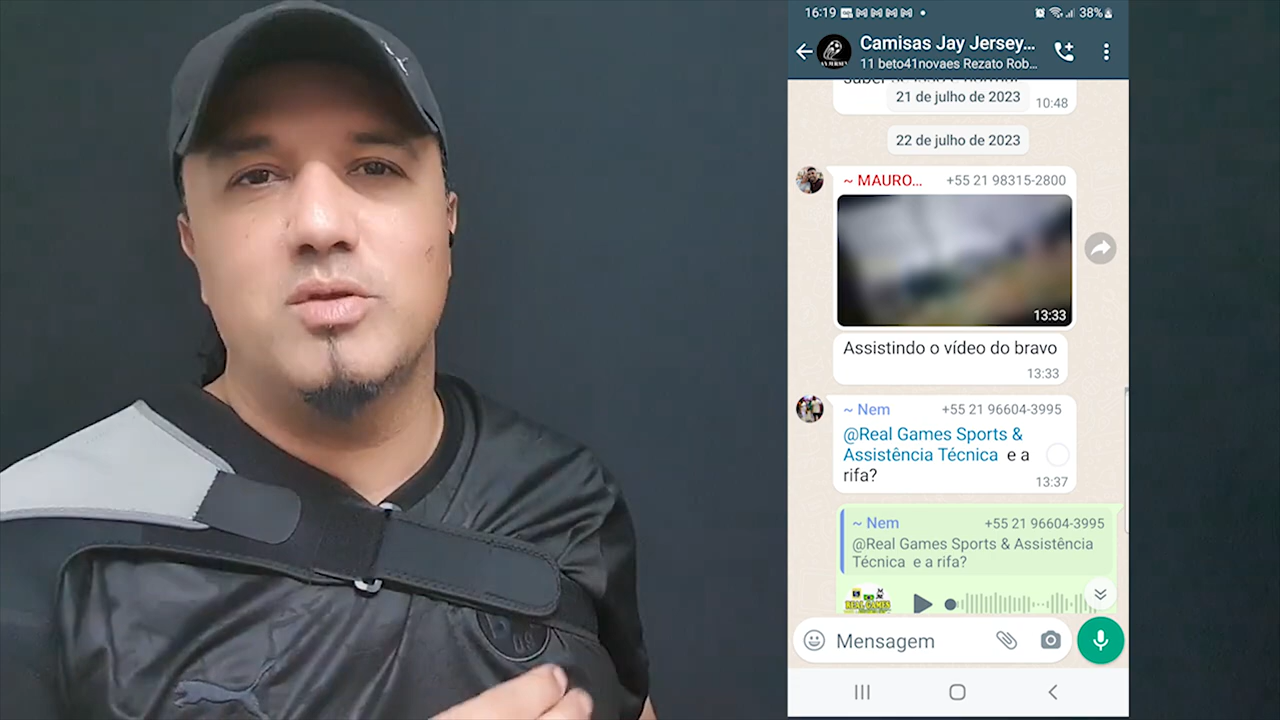 16:19
38%
Camisas Jay Jersey...
11 beto41novaes Rezato Rob...
21 de julho de 2023
10:48
22 de julho de 2023
~ MAURO... +55 21 98315-2800
13:33
Assistindo o vídeo do bravo
13:33
~ Nem +55 21 96604-3995
@Real Games Sports &
Assistência Técnica e a
rifa?
13:37
~ Nem +55 21 96604-3995
@Real Games Sports & Assistência
Técnica e a rifa?
REAL GAMES
Mensagem